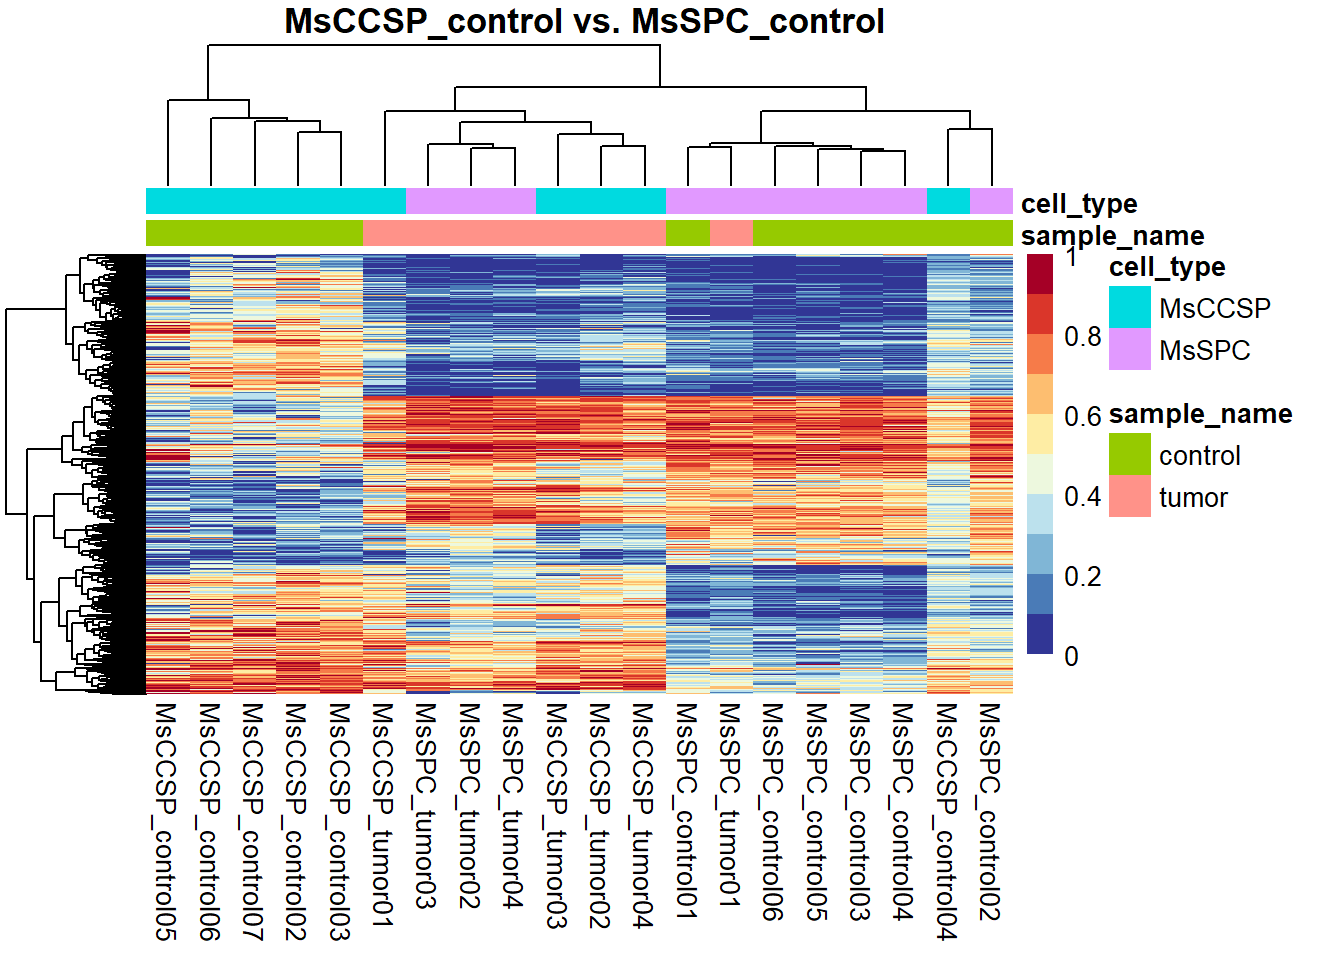 MsCCSP_control vs. MsSPC_control
cell_type
sample_name
1
0.8
0.6
0.4
0.2
0
cell_type
MsCCSP
MsSPC
sample_name
control
tumor
MsCCSP_control05
MsCCSP_control06
MsCCSP_control07
MsCCSP_control02
MsCCSP_control03
MsCCSP_tumor01
MsSPC_tumor03
MsSPC_tumor02
MsSPC_tumor04
MsCCSP_tumor03
MsCCSP_tumor02
MsCCSP_tumor04
MsSPC_control01
MsSPC_tumor01
MsSPC_control06
MsSPC_control05
MsSPC_control03
MsSPC_control04
MsCCSP_control04
MsSPC_control02